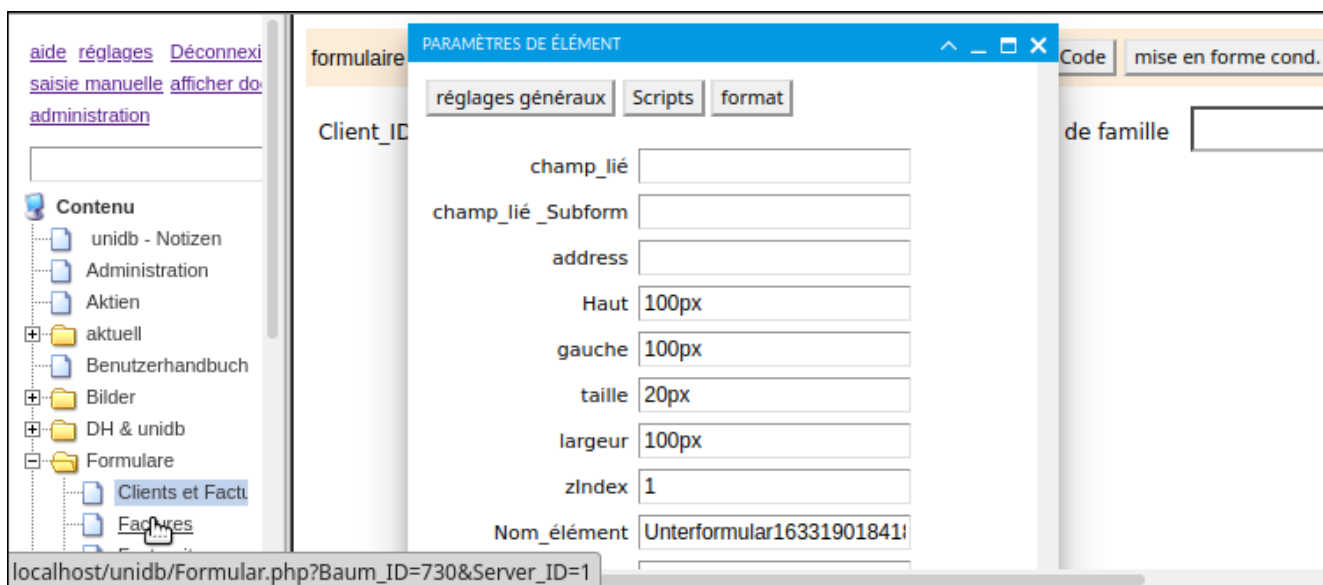 aide réglages Déconnexi
saisie manuelle afficher do
administration
Contenu
unidb - Notizen
Administration
Aktien
aktuell
Benutzerhandbuch
Bilder
DH & unidb
Formulare
Clients et Factu
Factures
formulaire
Code
mise en forme cond.
Client_ID
de famille
PARAMÈTRES DE ÉLÉMENT
réglages généraux Scripts format
champ_lié
champ_lié _Subform
address
Haut 100px
gauche 100px
taille 20px
largeur 100px
zIndex 1
Nom_élément Unterformular163319018418
localhost/unidb/Formular.php?Baum_ID=730&Server_ID=1